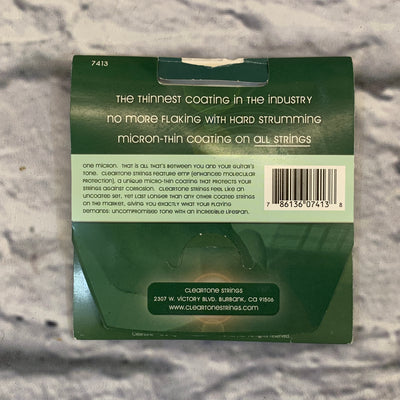 7413
THE THINNEST COATING IN THE INDUSTRY
NO MORE FLAKING WITH HARD STRUMMING
MICRON-THIN COATING ON ALL STRINGS
ONE MICRON. THAT IS ALL THAT'S BETWEEN YOU AND YOUR GUITAR'S
TONE. CLEARTONE STRINGS FEATURE EMP (ENHANCED MOLECULAR
PROTECTION), A UNIQUE MICRO-THIN COATING THAT PROTECTS YOUR
STRINGS AGAINST CORROSION. CLEARTONE STRINGS FEEL LIKE AN
UNCOATED SET, YET LAST LONGER THAN ANY OTHER COATED STRINGS
ON THE MARKET, GIVING YOU EXACTLY WHAT YOUR PLAYING
DEMANDS: UNCOMPROMISED TONE WITH AN INCREDIBLE LIFESPAN.
7 86136 07413 8
CLEARTONE STRINGS
2307 W. VICTORY BLVD. BURBANK, CA 91506
WWW.CLEARTONESTRINGS.COM
rights reserved